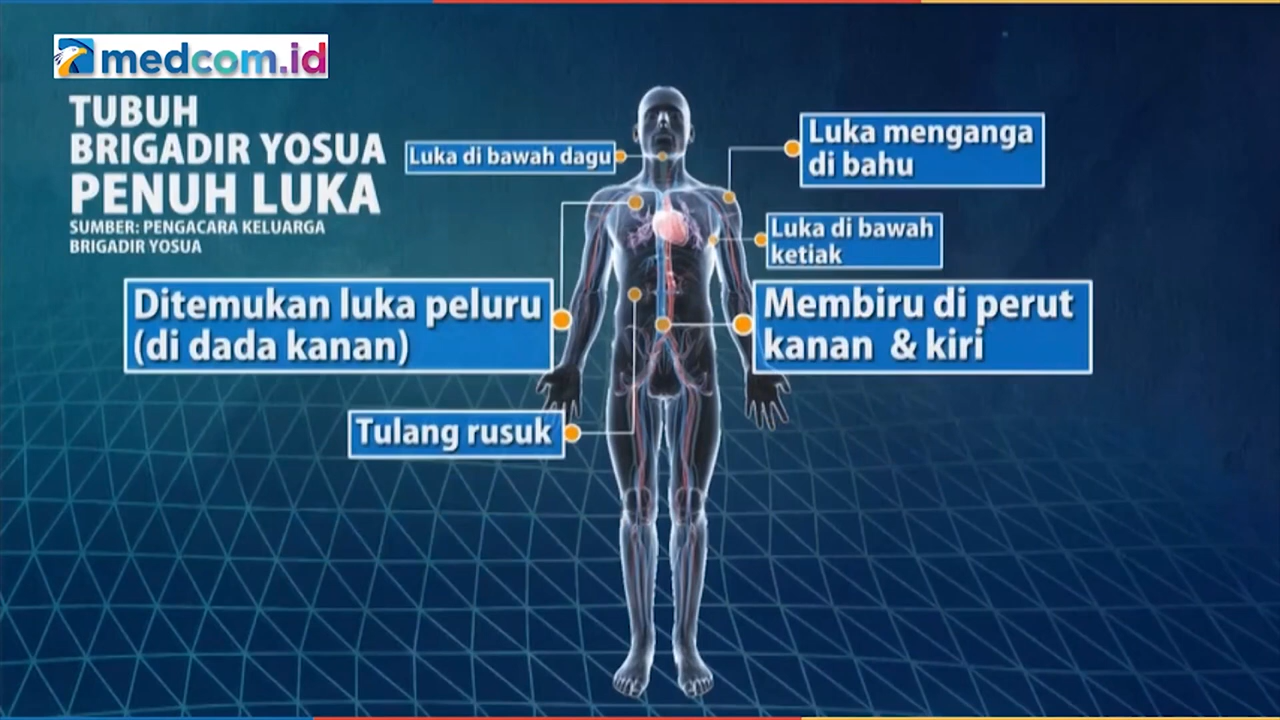 medcom.id
TUBUH
BRIGADIR YOSUA
PENUH LUKA
SUMBER: PENGACARA KELUARGA
BRIGADIR YOSUA
Luka di bawah dagu
Luka menganga
di bahu
Luka di bawah
ketiak
Ditemukan luka peluru
(di dada kanan)
Membiru di perut
kanan & kiri
Tulang rusuk